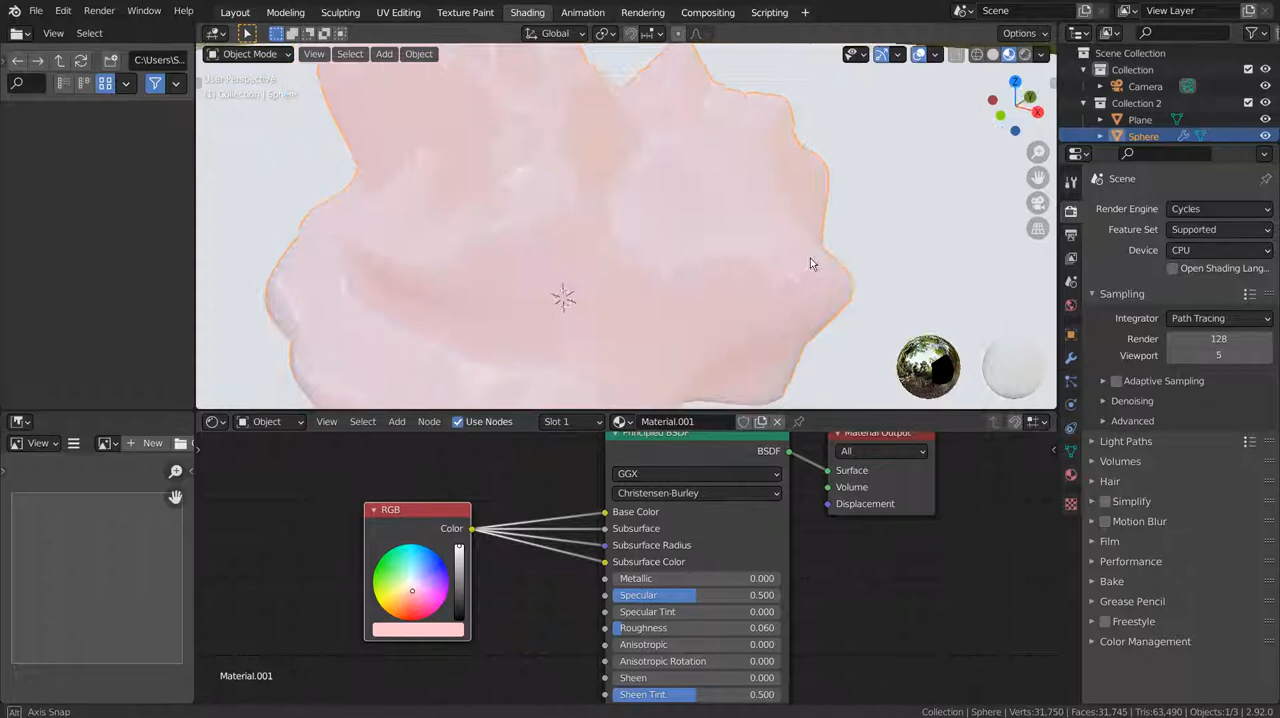 File Edit Render Window Help Layout Modeling Sculpting UV Editing Texture Paint Shading Animation Rendering Compositing Scripting + Scene View Layer
View Select Global Options
C:\Users\S...
Object Mode View Select Add Object
User Perspective
(1) Collection | Sphere
Z
Y
X
Scene Collection
Collection
Camera
Collection 2
Plane
Sphere
Scene
Render Engine Cycles
Feature Set Supported
Device CPU
Open Shading Lang...
Sampling
Integrator Path Tracing
Render 128
Viewport 5
Adaptive Sampling
Denoising
Advanced
Light Paths
Volumes
Hair
Simplify
Motion Blur
Film
Performance
Bake
Grease Pencil
Freestyle
Color Management
View New
Object View Select Add Node Use Nodes Slot 1 Material.001
Principled BSDF
BSDF
GGX
Christensen-Burley
Base Color
Subsurface
Subsurface Radius
Subsurface Color
Metallic 0.000
Specular 0.500
Specular Tint 0.000
Roughness 0.060
Anisotropic 0.000
Anisotropic Rotation 0.000
Sheen 0.000
Sheen Tint 0.500
Material Output
All
Surface
Volume
Displacement
RGB
Color
Material.001
Alt Axis Snap
Collection | Sphere | Verts:31,750 | Faces:31,745 | Tris:63,490 | Objects:1/3 | 2.92.0